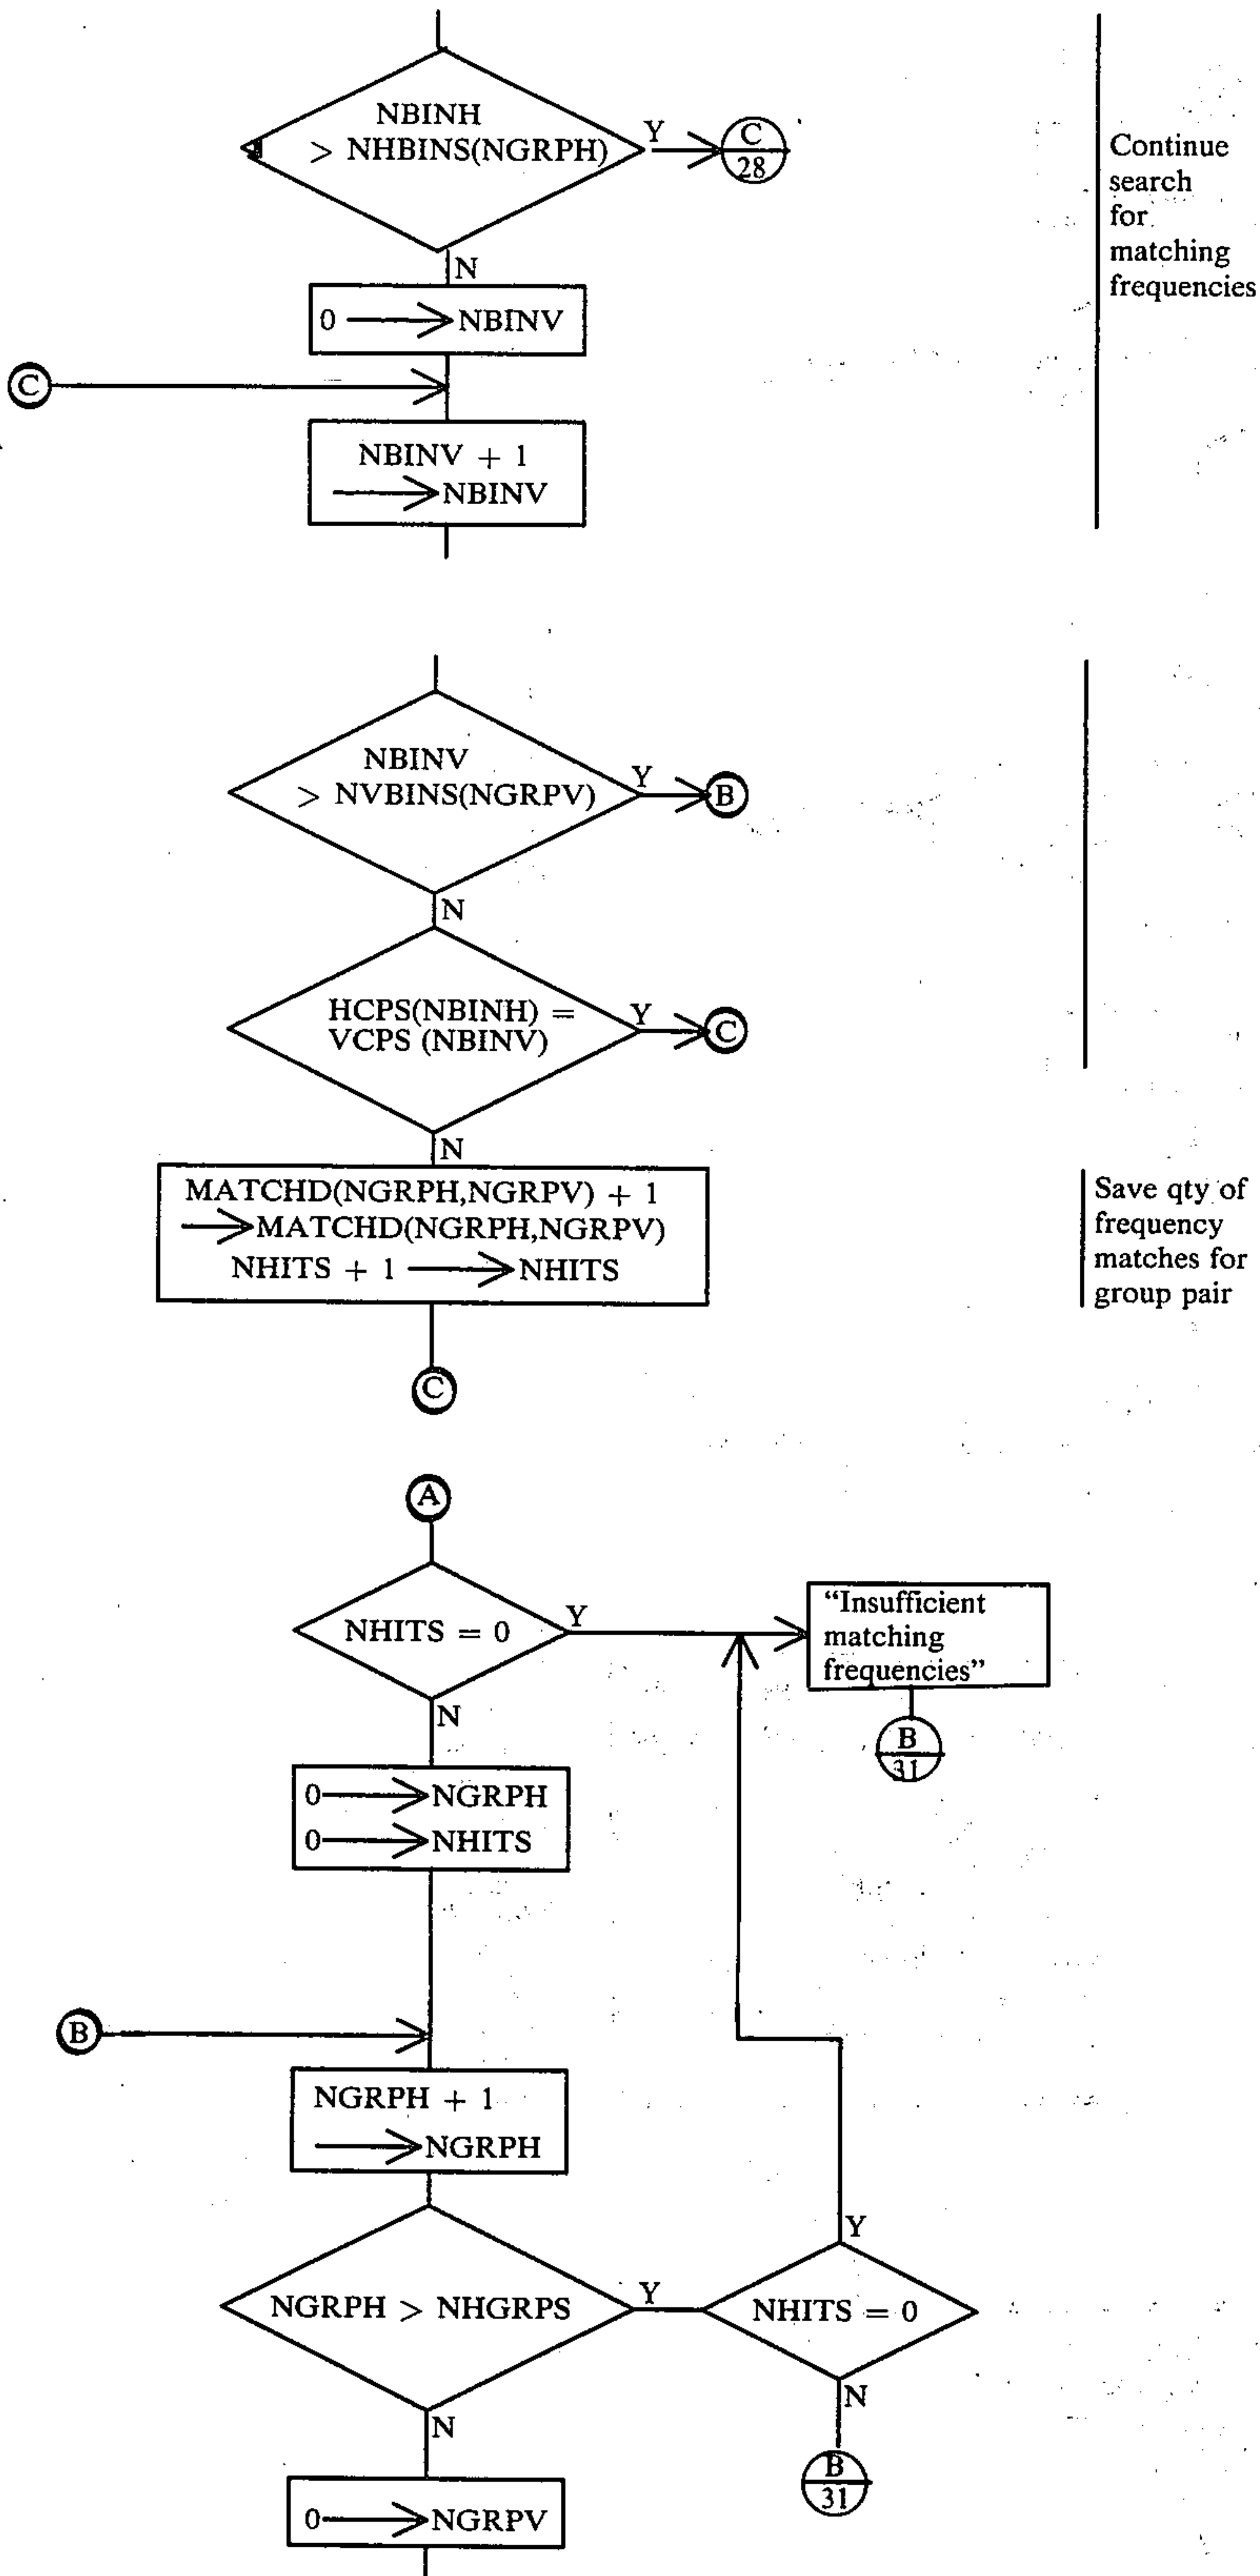 NBINH
> NHBINS(NGRPH)
Y
C
28
N
Continue
search
for
matching
frequencies
0 → NBINV
C
NBINV + 1
→ NBINV
NBINV
> NVBINS(NGRPV)
Y
B
N
HCPS(NBINH) =
VCPS (NBINV)
Y
C
N
MATCHD(NGRPH,NGRPV) + 1
→ MATCHD(NGRPH,NGRPV)
NHITS + 1 → NHITS
Save qty of
frequency
matches for
group pair
C
A
NHITS = 0
Y
“Insufficient
matching
frequencies”
B
31
N
0 → NGRPH
0 → NHITS
B
NGRPH + 1
→ NGRPH
NGRPH > NHGRPS
Y
NHITS = 0
Y
N
B
31
N
0 → NGRPV